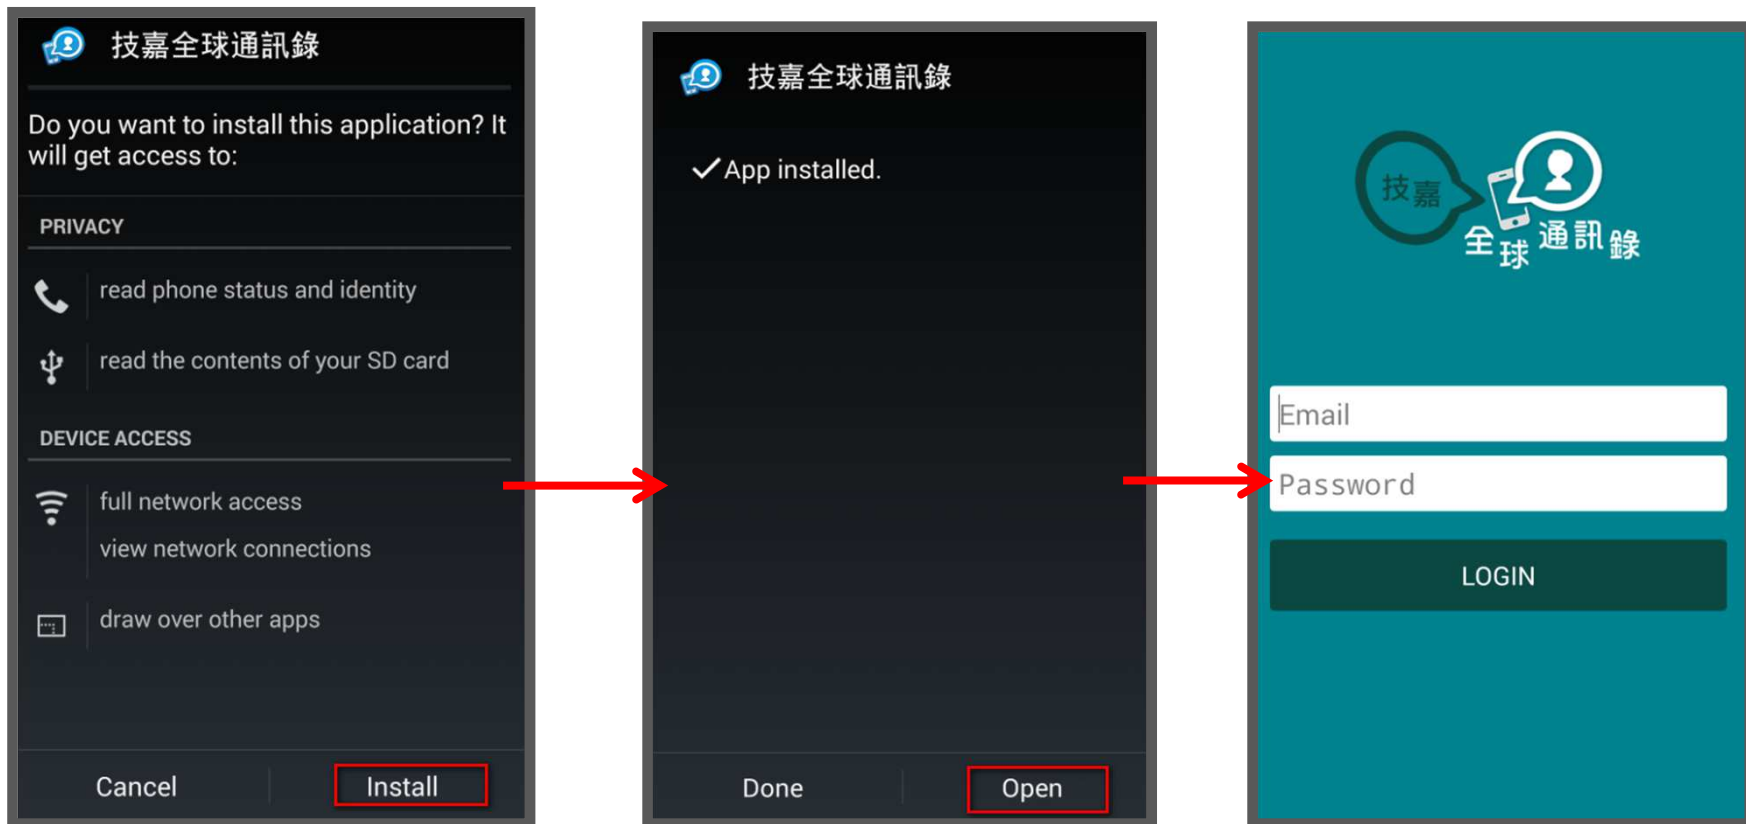 技嘉全球通訊錄
Do you want to install this application? It
will get access to:
PRIVACY
read phone status and identity
read the contents of your SD card
DEVICE ACCESS
full network access
view network connections
draw over other apps
Cancel
Install
技嘉全球通訊錄
App installed.
Done
Open
技嘉
全球通訊錄
Email
Password
LOGIN